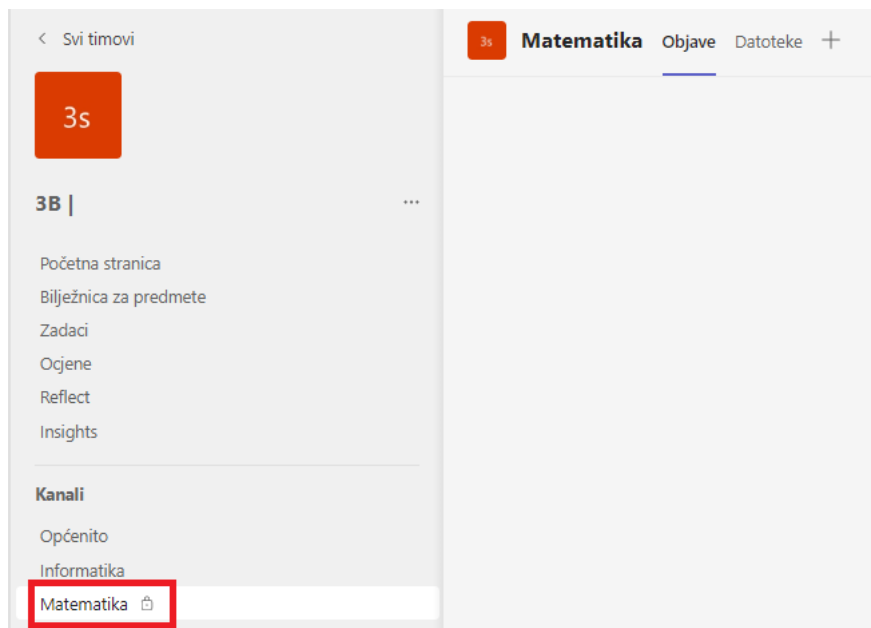 Svi timovi
3s
3B |
Početna stranica
Bilježnica za predmete
Zadaci
Ocjene
Reflect
Insights
Kanali
Općenito
Informatika
Matematika
3s Matematika Objave Datoteke